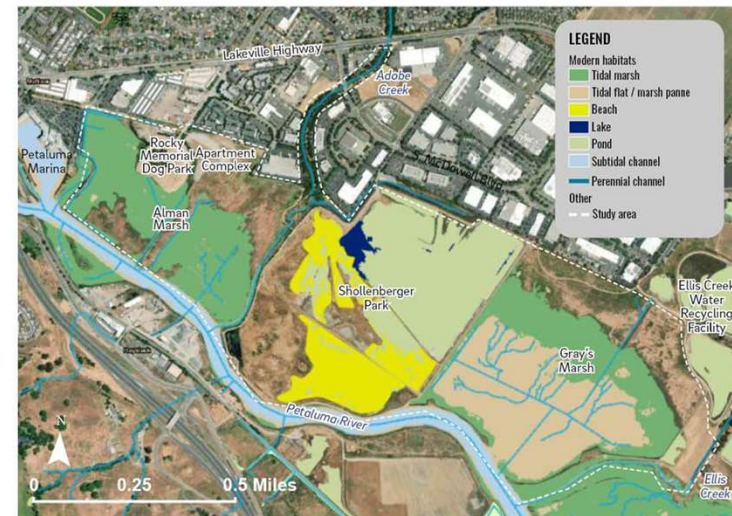 LEGEND
Modern habitats
Tidal marsh
Tidal flat / marsh panne
Beach
Lake
Pond
Subtidal channel
Perennial channel
Other
Study area
Lakeville Highway
Adobe
Creek
S. McDowell Blvd
Petaluma
Marina
Rocky
Memorial
Dog Park
Apartment
Complex
Alman
Marsh
Shollenberger
Park
Ellis Creek
Water
Recycling
Facility
Gray's
Marsh
Petaluma River
Ellis
Creek
N
0 0.25 0.5 Miles